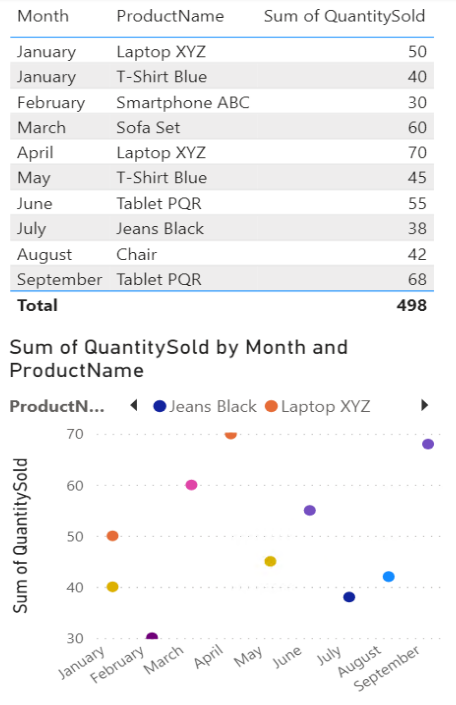 Month ProductName Sum of QuantitySold
January Laptop XYZ 50
January T-Shirt Blue 40
February Smartphone ABC 30
March Sofa Set 60
April Laptop XYZ 70
May T-Shirt Blue 45
June Tablet PQR 55
July Jeans Black 38
August Chair 42
September Tablet PQR 68
Total 498
Sum of QuantitySold by Month and
ProductName
ProductN... Jeans Black Laptop XYZ
Sum of QuantitySold
70
60
50
40
30
January February March April May June July August September